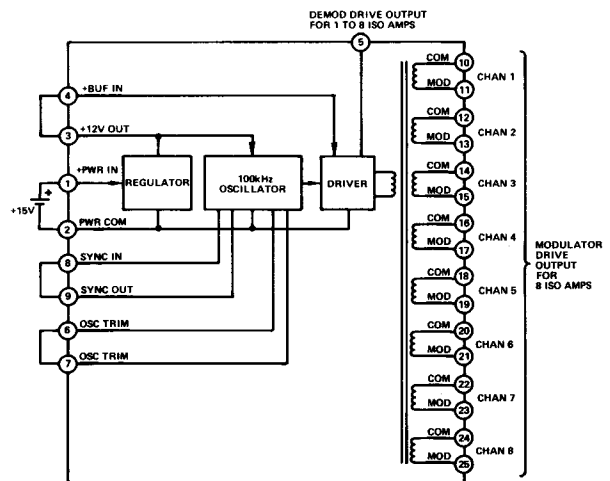 DEMOD DRIVE OUTPUT
FOR 1 TO 8 ISO AMPS
5
4 +BUF IN
3 +12V OUT
1 +PWR IN
+
+15V
2 PWR COM
8 SYNC IN
9 SYNC OUT
6 OSC TRIM
7 OSC TRIM
REGULATOR
100kHz
OSCILLATOR
DRIVER
COM 10
MOD 11
CHAN 1
COM 12
MOD 13
CHAN 2
COM 14
MOD 15
CHAN 3
COM 16
MOD 17
CHAN 4
COM 18
MOD 19
CHAN 5
COM 20
MOD 21
CHAN 6
COM 22
MOD 23
CHAN 7
COM 24
MOD 25
CHAN 8
MODULATOR
DRIVE
OUTPUT
FOR
8 ISO AMPS